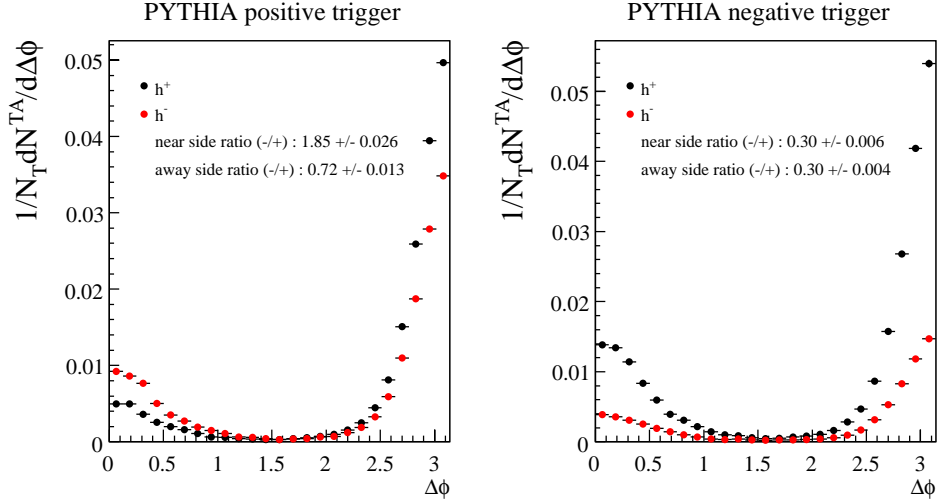 PYTHIA positive trigger
1/N_T dN^TA/dΔϕ
0.05
0.04
0.03
0.02
0.01
0
h⁺
h⁻
near side ratio (-/+) : 1.85 +/- 0.026
away side ratio (-/+) : 0.72 +/- 0.013
0 0.5 1 1.5 2 2.5 3
Δϕ
PYTHIA negative trigger
1/N_T dN^TA/dΔϕ
0.05
0.04
0.03
0.02
0.01
0
h⁺
h⁻
near side ratio (-/+) : 0.30 +/- 0.006
away side ratio (-/+) : 0.30 +/- 0.004
0 0.5 1 1.5 2 2.5 3
Δϕ